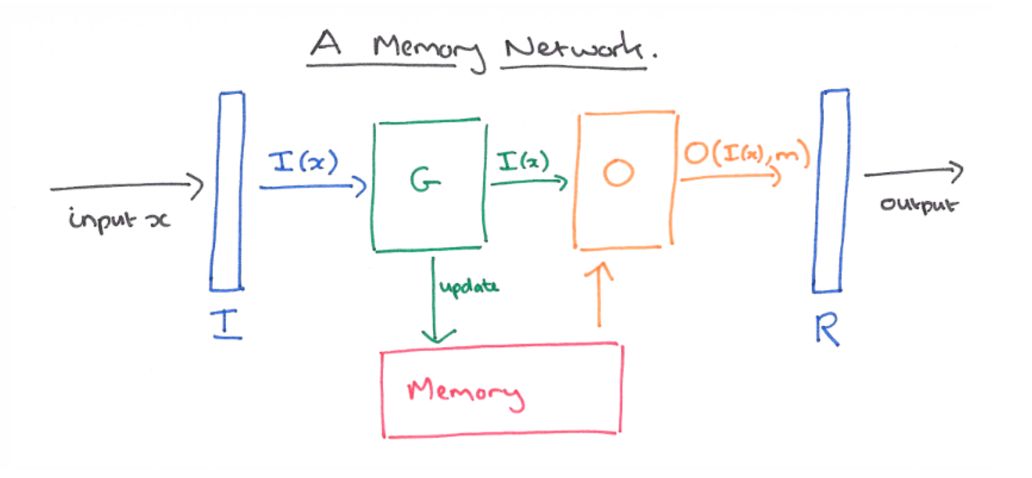 A Memory Network.
I(x)
G
I(x)
O
O(I(x),m)
input x
output
update
I
R
Memory